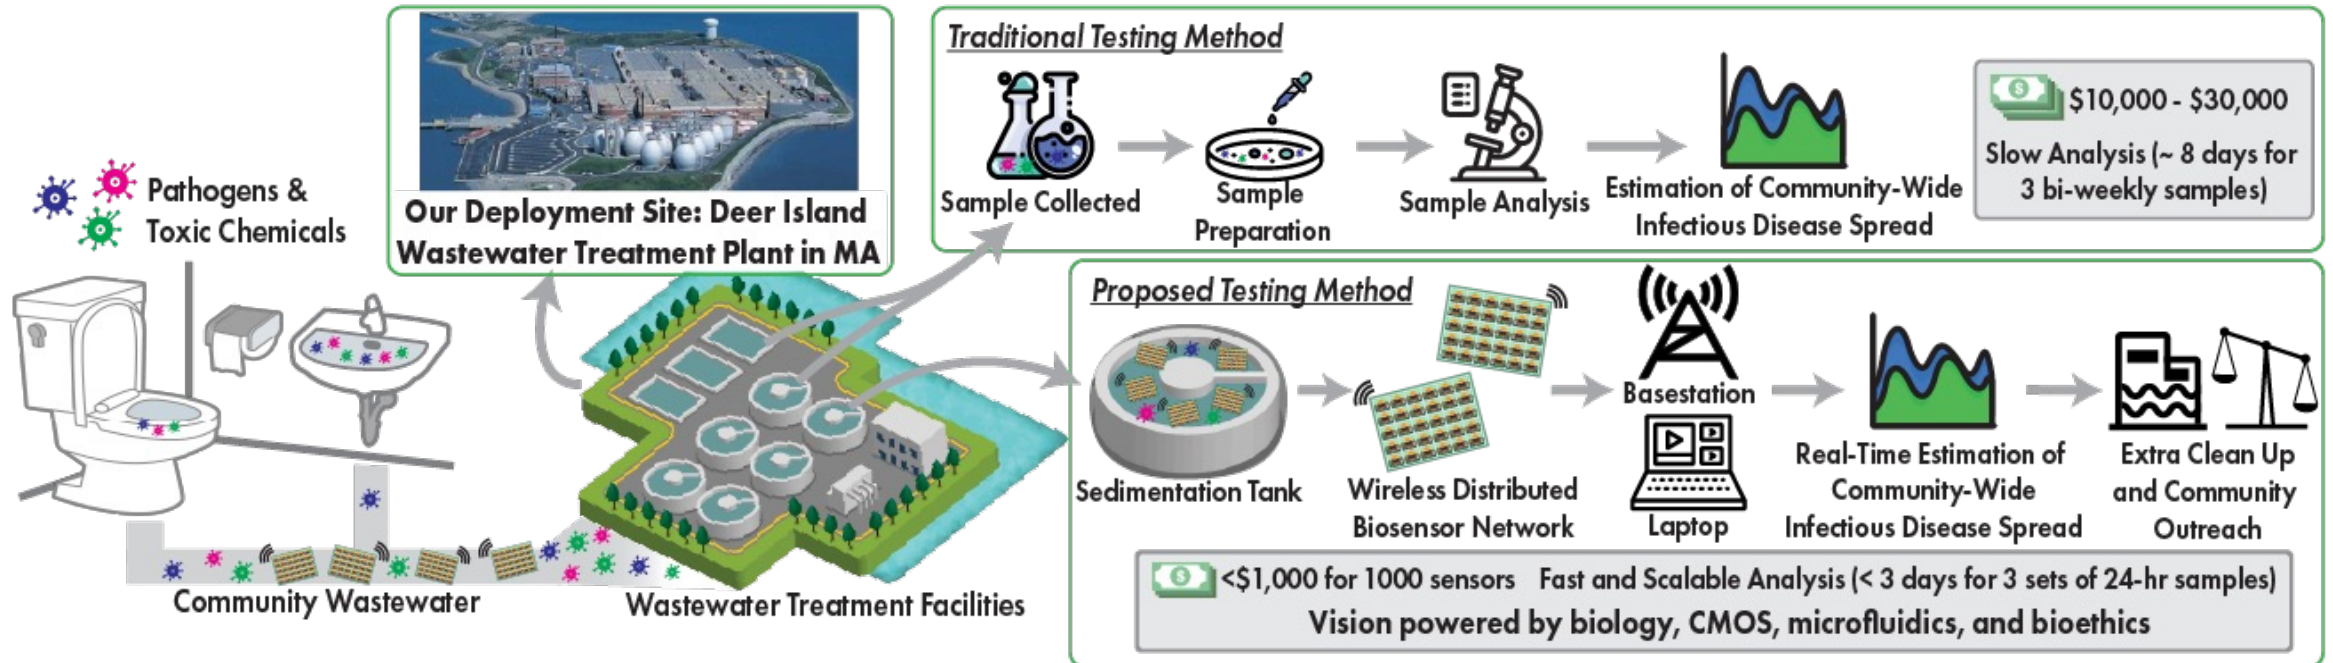 Pathogens &
Toxic Chemicals
Our Deployment Site: Deer Island
Wastewater Treatment Plant in MA
Community Wastewater
Wastewater Treatment Facilities
Traditional Testing Method
Sample Collected
Sample
Preparation
Sample Analysis
Estimation of Community-Wide
Infectious Disease Spread
$10,000 - $30,000
Slow Analysis (~ 8 days for
3 bi-weekly samples)
Proposed Testing Method
Sedimentation Tank
Wireless Distributed
Biosensor Network
Basestation
Laptop
Real-Time Estimation of
Community-Wide
Infectious Disease Spread
Extra Clean Up
and Community
Outreach
<$1,000 for 1000 sensors Fast and Scalable Analysis (< 3 days for 3 sets of 24-hr samples)
Vision powered by biology, CMOS, microfluidics, and bioethics